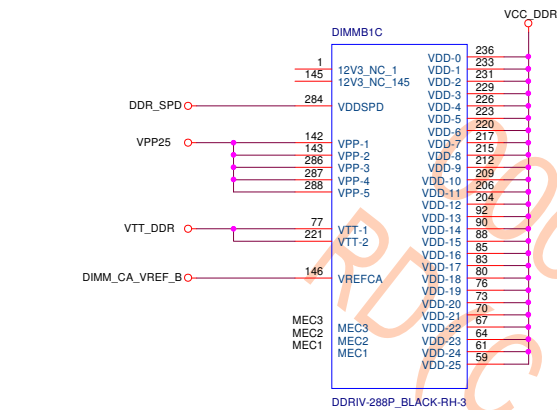 VCC_DDR
DIMMB1C
1 12V3_NC_1 VDD-0 236
145 12V3_NC_145 VDD-1 233
VDD-2 231
VDD-3 229
DDR_SPD 284 VDDSPD VDD-4 226
VDD-5 223
VDD-6 220
VPP25 142 VPP-1 VDD-7 217
143 VPP-2 VDD-8 215
286 VPP-3 VDD-9 212
287 VPP-4 VDD-10 209
288 VPP-5 VDD-11 206
VDD-12 204
VDD-13 92
VTT_DDR 77 VTT-1 VDD-14 90
221 VTT-2 VDD-15 88
VDD-16 85
VDD-17 83
DIMM_CA_VREF_B 146 VREFCA VDD-18 80
VDD-19 76
VDD-20 73
VDD-21 70
MEC3 MEC3 VDD-22 67
MEC2 MEC2 VDD-23 64
MEC1 MEC1 VDD-24 61
VDD-25 59
DDRIV-288P_BLACK-RH-3